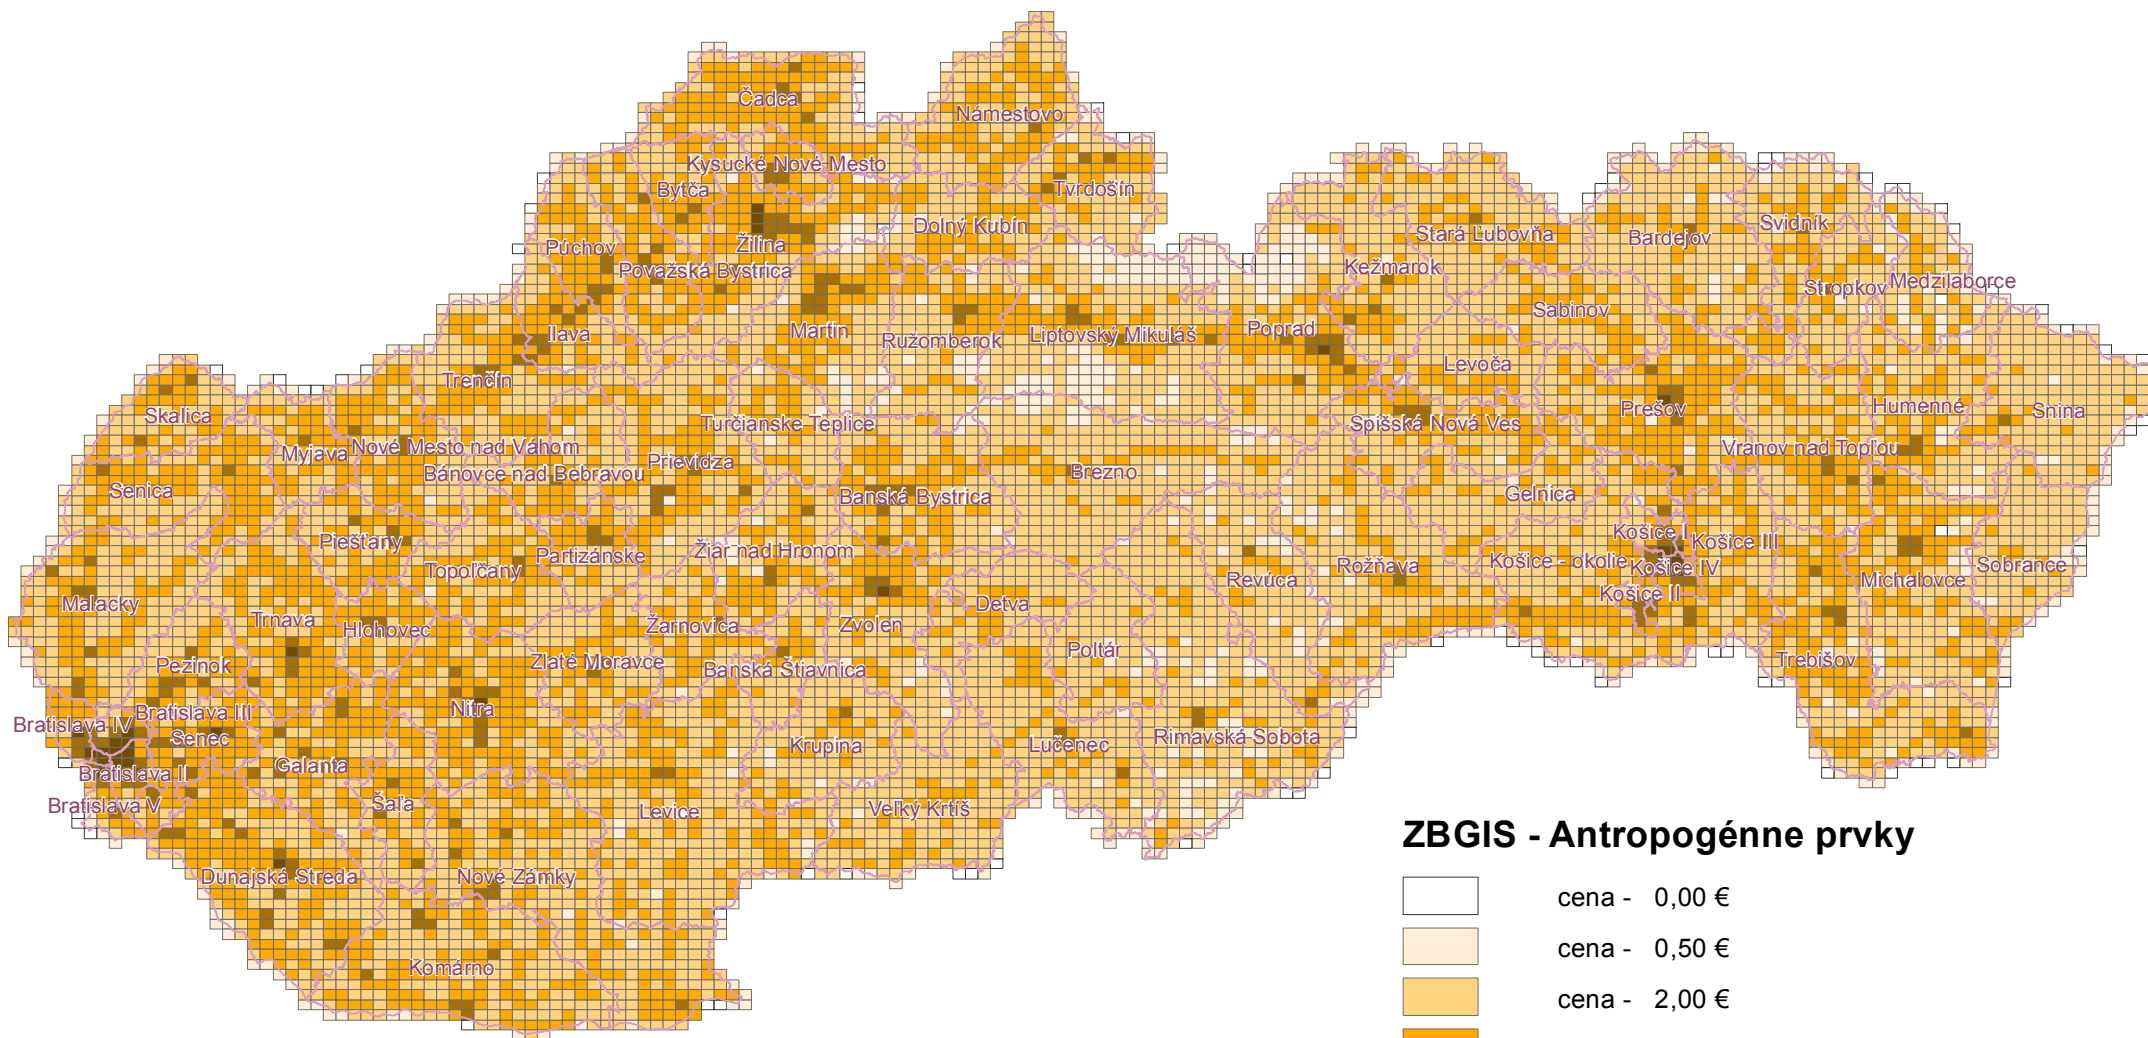 Čadca
Námestovo
Kysucké Nové Mesto
Bytča
Tvrdošín
Dolný Kubín
Svidník
Stará Ľubovňa
Bardejov
Púchov
Žilina
Považská Bystrica
Kežmarok
Medzilaborce
Stropkov
Sabinov
Ilava
Martin
Ružomberok
Liptovský Mikuláš
Poprad
Levoča
Trenčín
Skalica
Turčianske Teplice
Spišská Nová Ves
Prešov
Humenné
Snina
Myjava
Nové Mesto nad Váhom
Bánovce nad Bebravou
Prievidza
Brezno
Vranov nad Topľou
Senica
Banská Bystrica
Gelnica
Piešťany
Partizánske
Žiar nad Hronom
Košice I
Košice III
Topoľčany
Revúca
Rožňava
Košice - okolie
Košice IV
Michalovce
Sobrance
Malacky
Trnava
Hlohovec
Žarnovica
Zvolen
Detva
Košice II
Pezinok
Zlaté Moravce
Banská Štiavnica
Poltár
Trebišov
Bratislava IV
Bratislava III
Senec
Nitra
Krupina
Lučenec
Rimavská Sobota
Bratislava II
Galanta
Bratislava V
Šaľa
Levice
Veľký Krtíš
Dunajská Streda
Nové Zámky
Komárno
ZBGIS - Antropogénne prvky
cena - 0,00 €
cena - 0,50 €
cena - 2,00 €